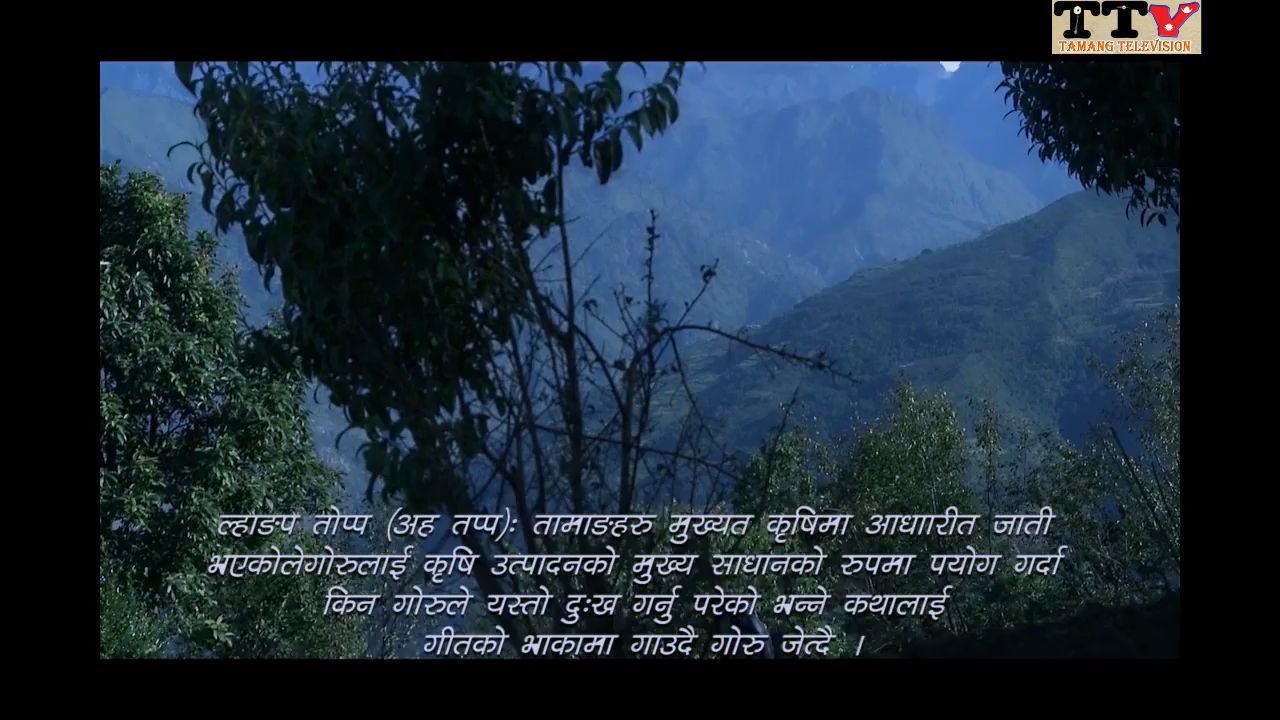 TTV
TAMANG TELEVISION
ल्हाङप तोप्प (अह तप्प): तामाङहरु मुख्यत कृषिमा आधाारीत जाती
भएकोलेगोरुलाई कृषि उत्पादनको मुख्य साधानको रुपमा पयोग गर्दा
किन गोरुले यस्तो दुःख गर्नु परेको भन्ने कथालाई
गीतको भाकामा गाउदै गोरु जेत्दै ।